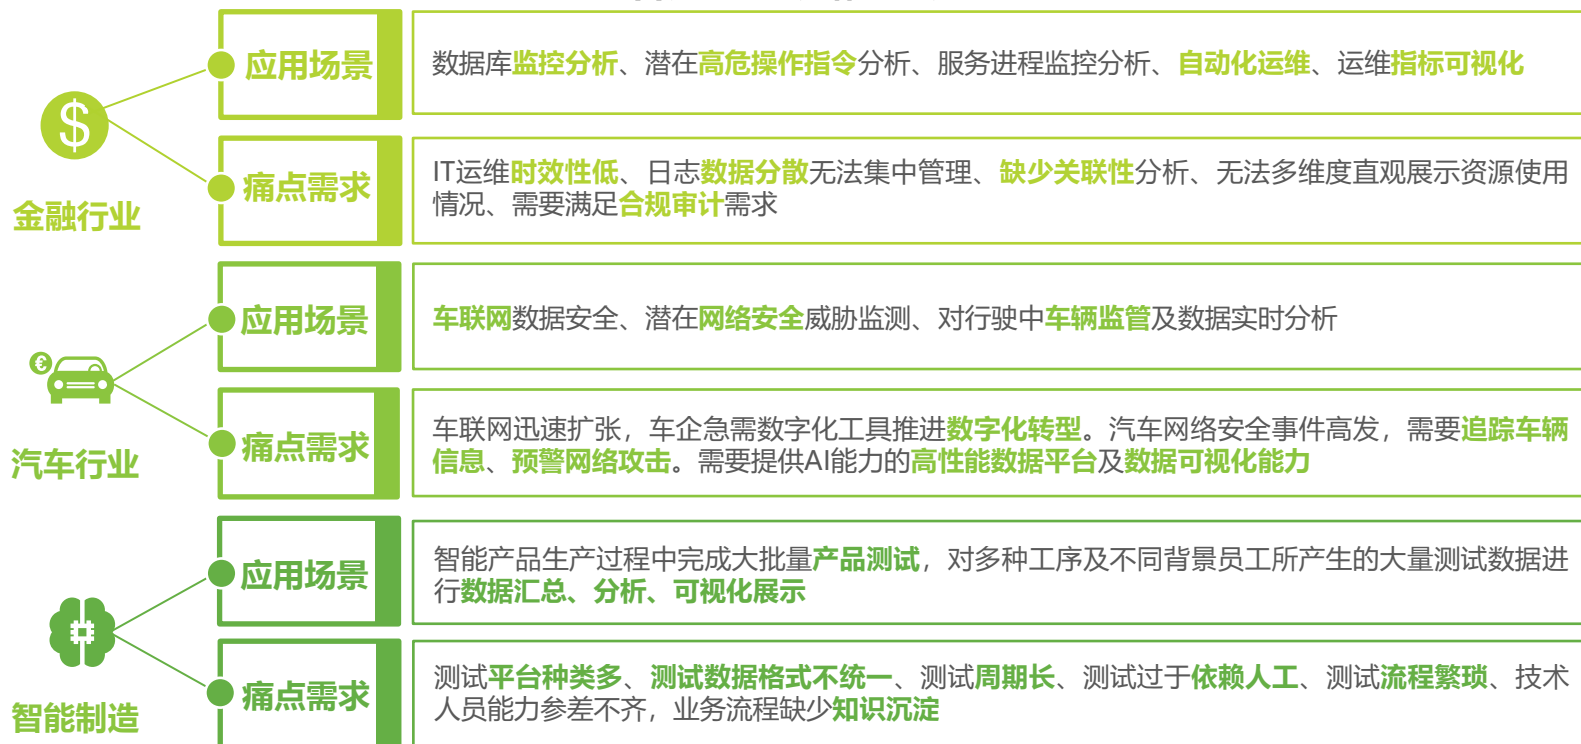 应用场景
数据库监控分析、潜在高危操作指令分析、服务进程监控分析、自动化运维、运维指标可视化
$
金融行业
痛点需求
IT运维时效性低、日志数据分散无法集中管理、缺少关联性分析、无法多维度直观展示资源使用
情况、需要满足合规审计需求
应用场景
车联网数据安全、潜在网络安全威胁监测、对行驶中车辆监管及数据实时分析
€
汽车行业
痛点需求
车联网迅速扩张，车企急需数字化工具推进数字化转型。汽车网络安全事件高发，需要追踪车辆
信息、预警网络攻击。需要提供AI能力的高性能数据平台及数据可视化能力
应用场景
智能产品生产过程中完成大批量产品测试，对多种工序及不同背景员工所产生的大量测试数据进
行数据汇总、分析、可视化展示
智能制造
痛点需求
测试平台种类多、测试数据格式不统一、测试周期长、测试过于依赖人工、测试流程繁琐、技术
人员能力参差不齐，业务流程缺少知识沉淀